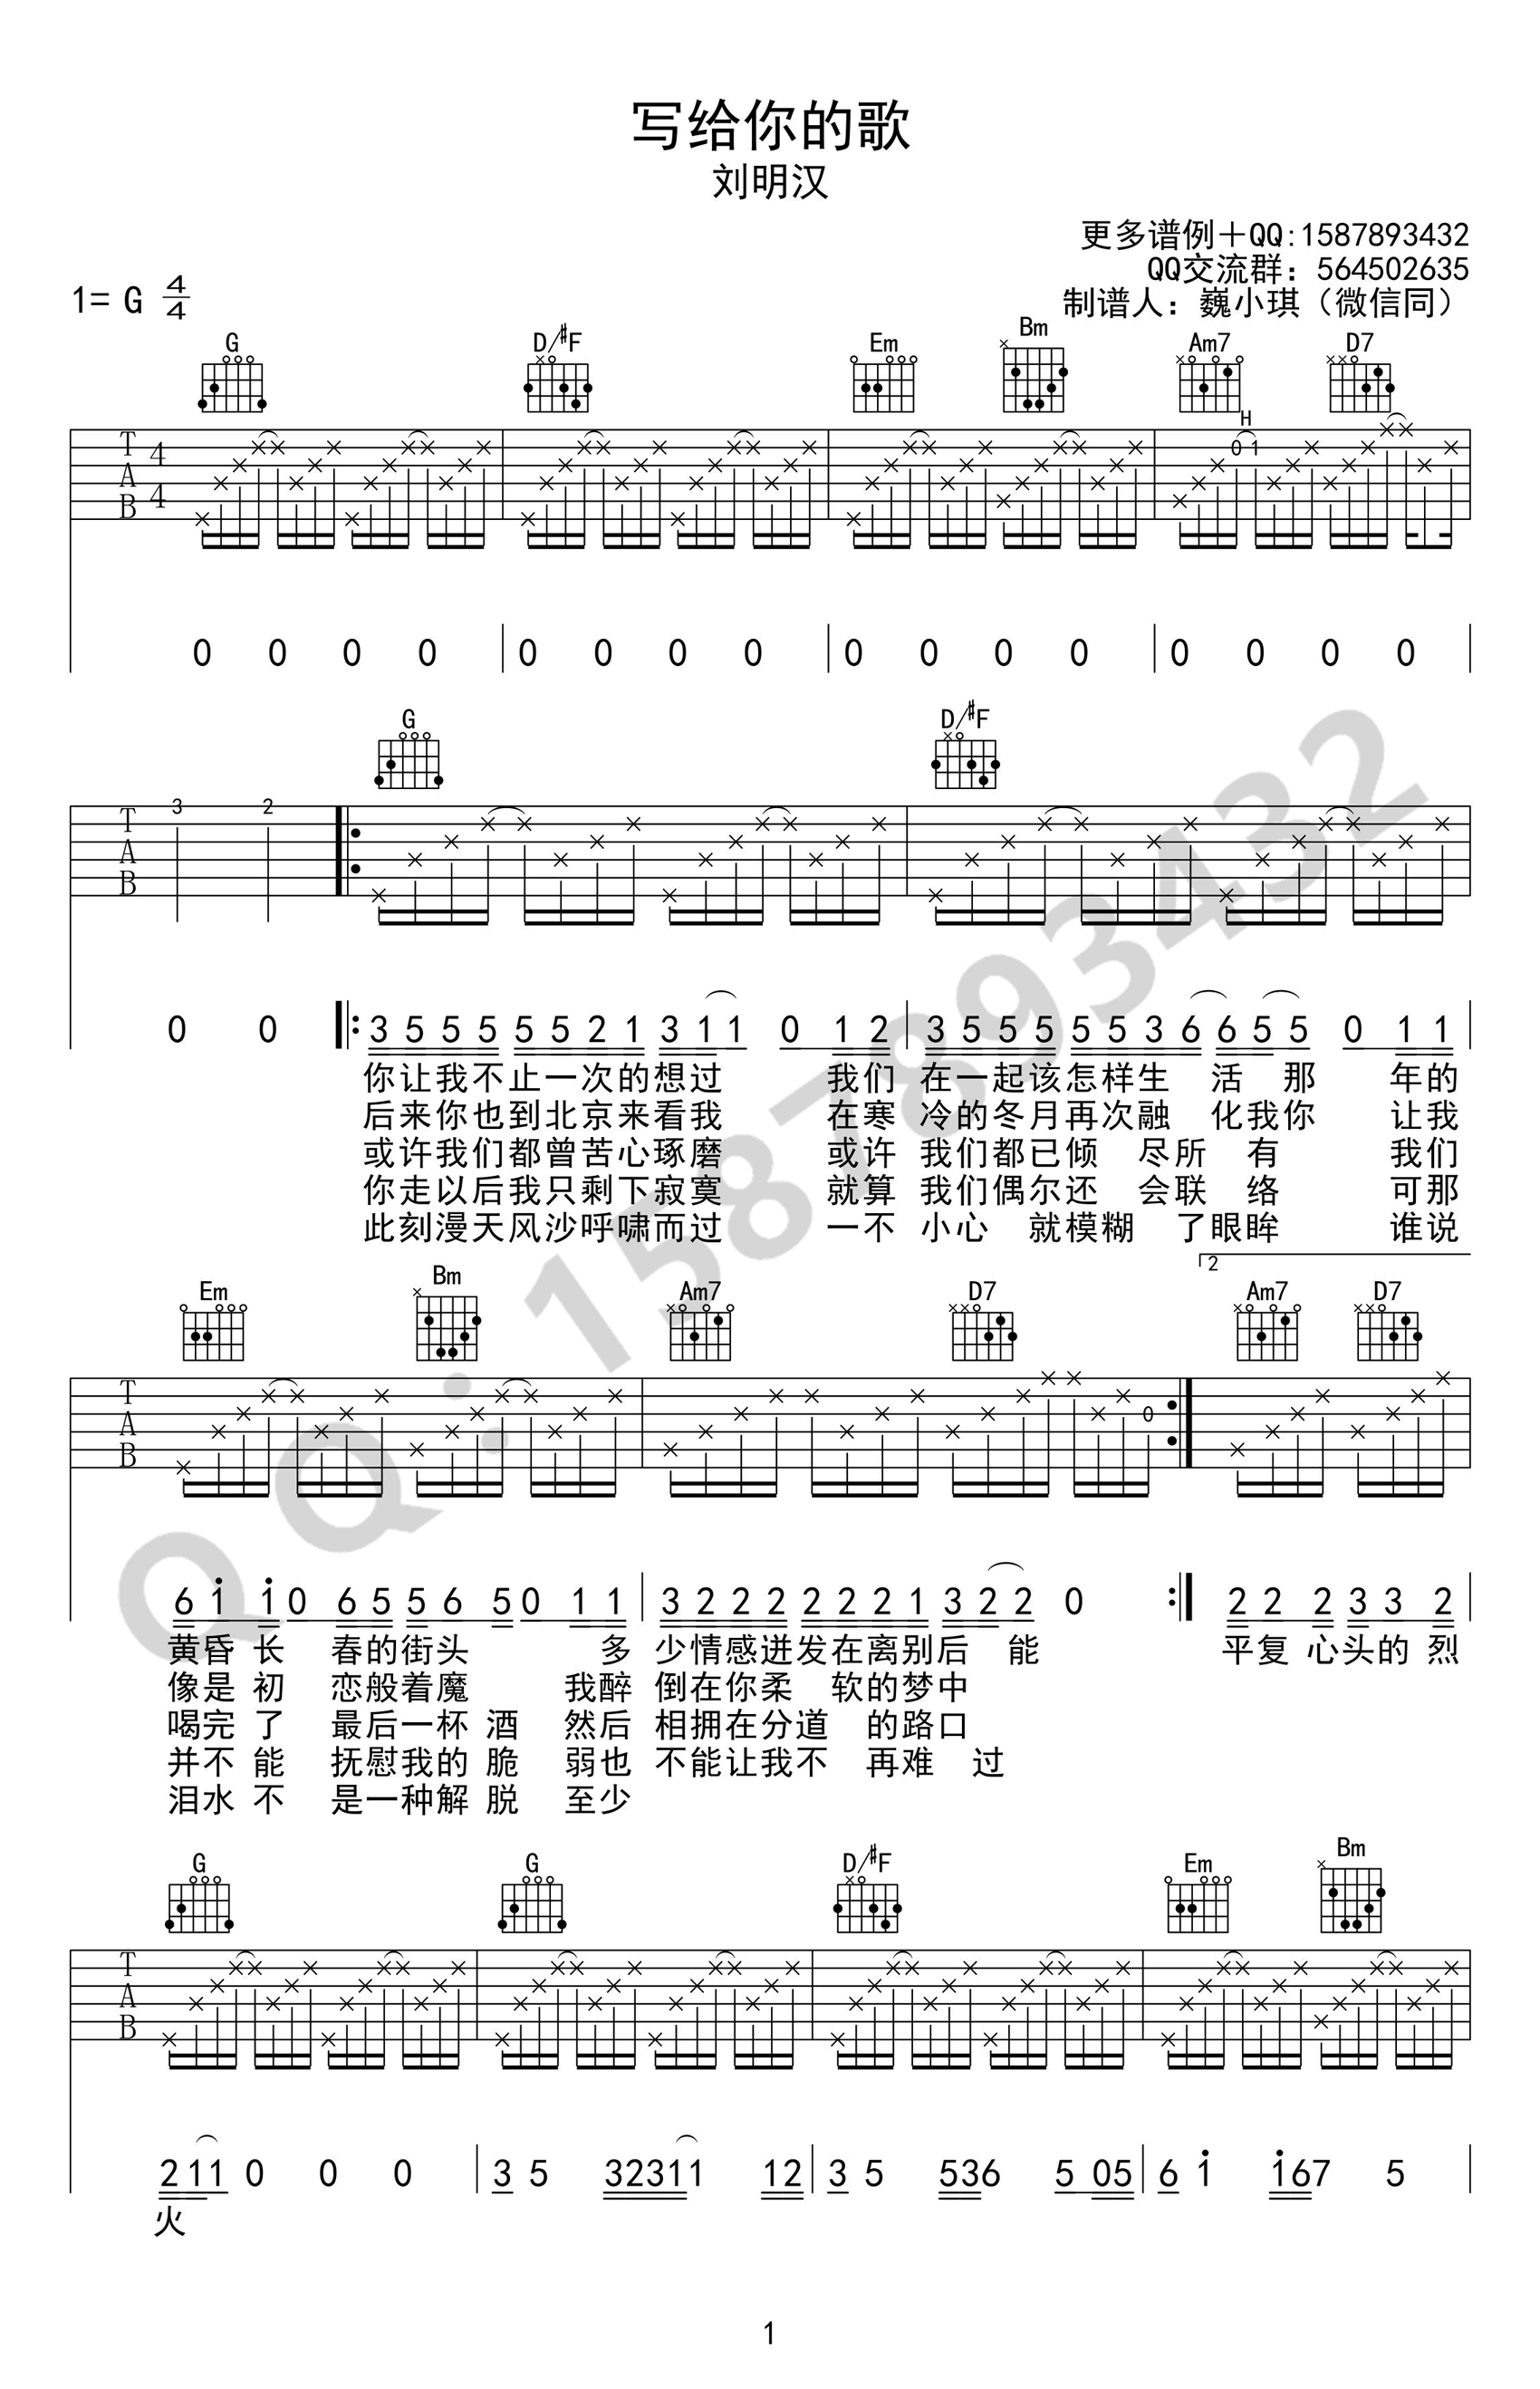 写给你的歌
刘明汉
更多谱例+QQ:1587893432
QQ交流群：564502635
1= G 4/4
制谱人：巍小琪（微信同）
G D/#F Em Bm Am7 D7
H
T A B 4 4 0 1
0 0 0 0 0 0 0 0 0 0 0 0 0 0 0 0
G D/#F
T A B 3 2
0 0 3 5 5 5 5 5 2 1 3 1 1 0 1 2 3 5 5 5 5 5 3 6 6 5 5 0 1 1
你让我不止一次的想过 我们 在一起该怎样生 活 那 年的
后来你也到北京来看我 在寒 冷的冬月再次融 化我你 让我
或许我们都曾苦心琢磨 或许 我们都已倾 尽所 有 我们
你走以后我只剩下寂寞 就算 我们偶尔还 会联 络 可那
此刻漫天风沙呼啸而过 一不 小心 就模糊 了眼眸 谁说
2
Em Bm Am7 D7 Am7 D7
T A B 0
6 1 1 0 6 5 5 6 5 0 1 1 3 2 2 2 2 2 2 1 3 2 2 0 2 2 2 3 3 2
黄昏 长 春的街头 多 少情感迸发在离别后 能 平复 心头的 烈
像是 初 恋般着魔 我醉 倒在你柔 软的梦中
喝完 了 最后一杯 酒 然后 相拥在分道 的路口
并不 能 抚慰我的 脆 弱也 不能让我不 再难 过
泪水 不 是一种解 脱 至少
G G D/#F Em Bm
T A B
2 1 1 0 0 0 3 5 3 2 3 1 1 1 2 3 5 5 3 6 5 0 5 6 1 1 6 7 5
火
1
QQ:1587893432